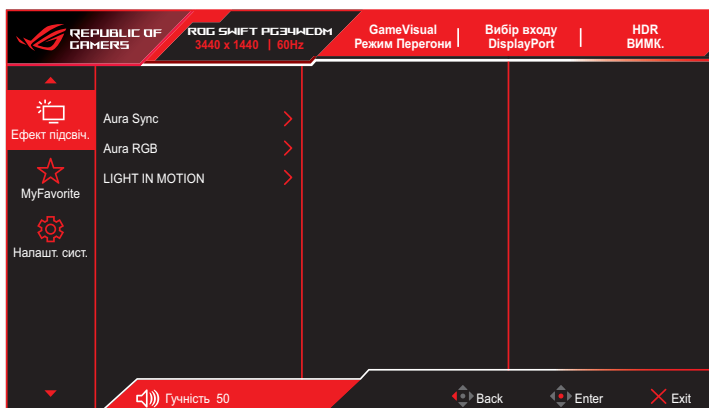 REPUBLIC OF
GAMERS
ROG SWIFT PG34WCDM
3440 x 1440 | 60Hz
GameVisual
Режим Перегони
Вибір входу
DisplayPort
HDR
ВИМК.
Ефект підсвіч.
MyFavorite
Налашт. сист.
Aura Sync
Aura RGB
LIGHT IN MOTION
Гучність 50
Back
Enter
Exit